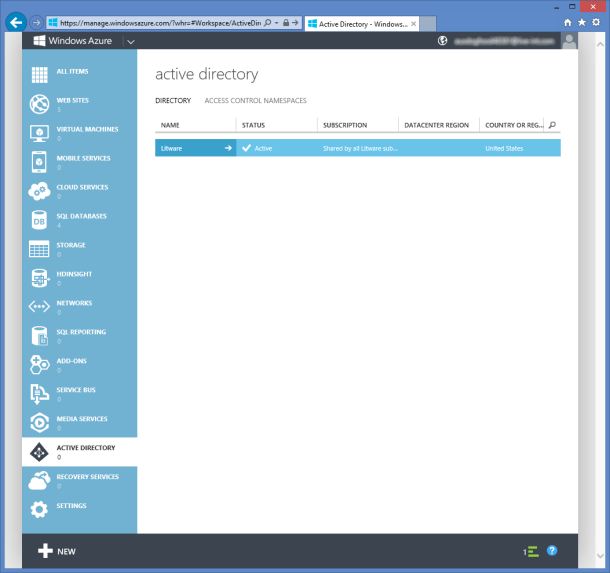 https://manage.windowsazure.com/?whr=#Workspace/ActiveDin
Active Directory - Windows...
Windows Azure
ALL ITEMS
WEB SITES
5
VIRTUAL MACHINES
0
MOBILE SERVICES
0
CLOUD SERVICES
0
SQL DATABASES
4
DB
STORAGE
0
HDINSIGHT
0
NETWORKS
0
SQL REPORTING
0
ADD-ONS
0
SERVICE BUS
0
MEDIA SERVICES
0
ACTIVE DIRECTORY
0
RECOVERY SERVICES
0
SETTINGS
active directory
DIRECTORY ACCESS CONTROL NAMESPACES
NAME STATUS SUBSCRIPTION DATACENTER REGION COUNTRY OR REG...
Litware Active Shared by all Litware sub... United States
NEW
1
?